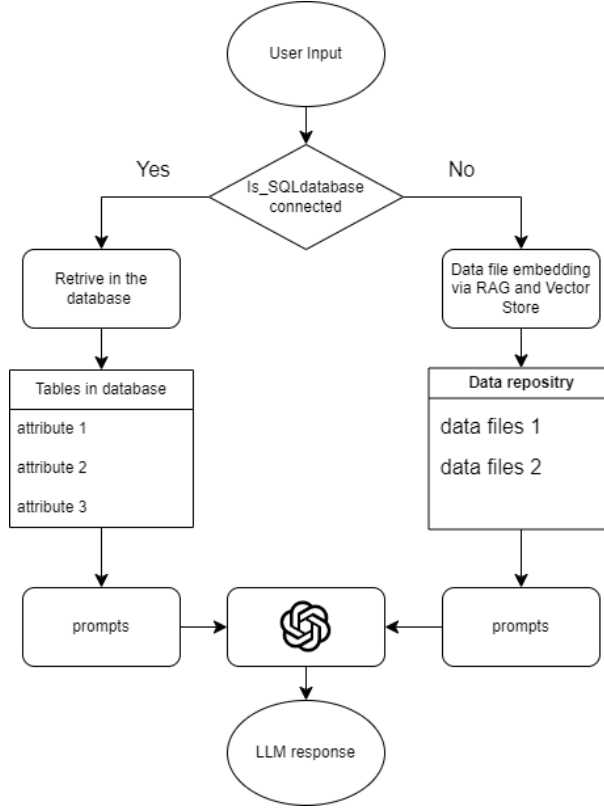 User Input
Yes
No
Is_SQLdatabase
connected
Retrive in the
database
Data file embedding
via RAG and Vector
Store
Tables in database
attribute 1
attribute 2
attribute 3
Data repositry
data files 1
data files 2
prompts
prompts
LLM response